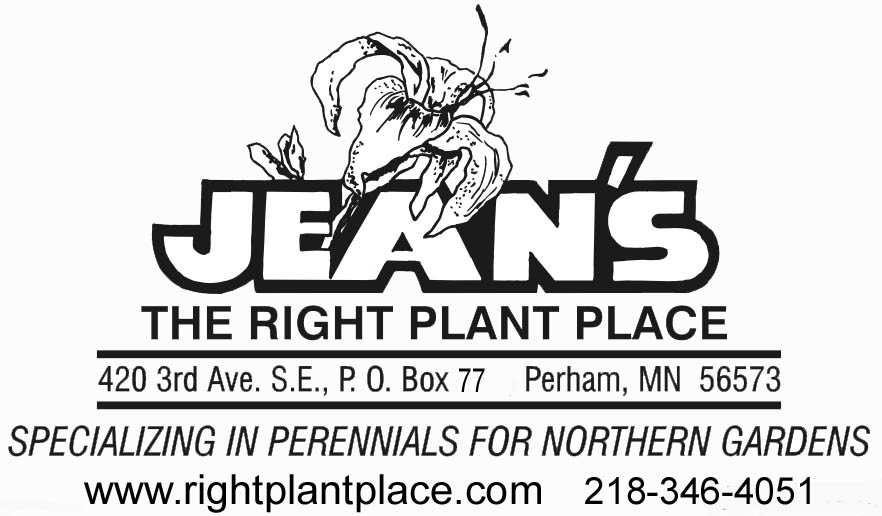 JEAN'S
THE RIGHT PLANT PLACE
420 3rd Ave. S.E., P. O. Box 77 Perham, MN 56573
SPECIALIZING IN PERENNIALS FOR NORTHERN GARDENS
www.rightplantplace.com 218-346-4051